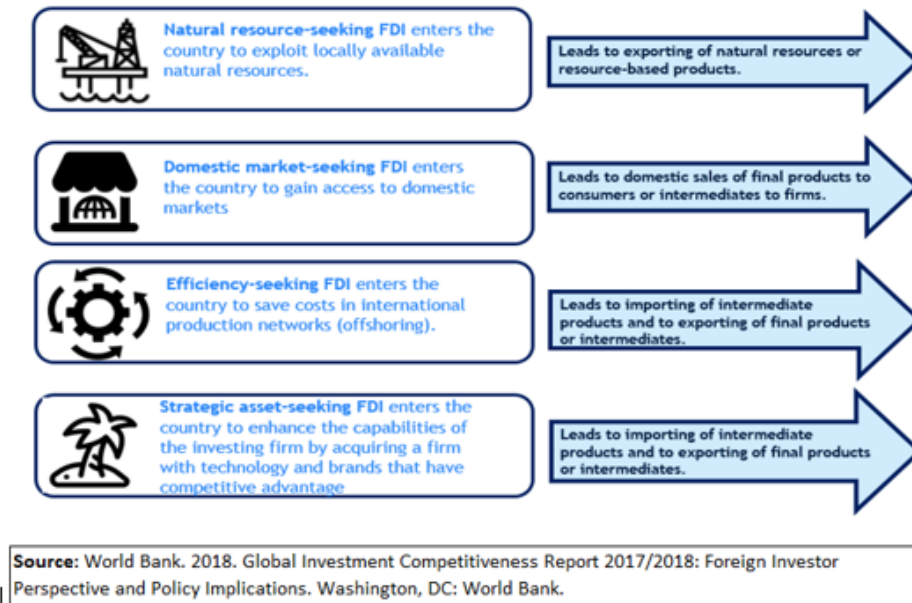 Natural resource-seeking FDI enters the
country to exploit locally available
natural resources.
Leads to exporting of natural resources or
resource-based products.
Domestic market-seeking FDI enters
the country to gain access to domestic
markets
Leads to domestic sales of final products to
consumers or intermediates to firms.
Efficiency-seeking FDI enters the
country to save costs in international
production networks (offshoring).
Leads to importing of intermediate
products and to exporting of final products
or intermediates.
Strategic asset-seeking FDI enters the
country to enhance the capabilities of
the investing firm by acquiring a firm
with technology and brands that have
competitive advantage
Leads to importing of intermediate
products and to exporting of final products
or intermediates.
Source: World Bank. 2018. Global Investment Competitiveness Report 2017/2018: Foreign Investor
Perspective and Policy Implications. Washington, DC: World Bank.